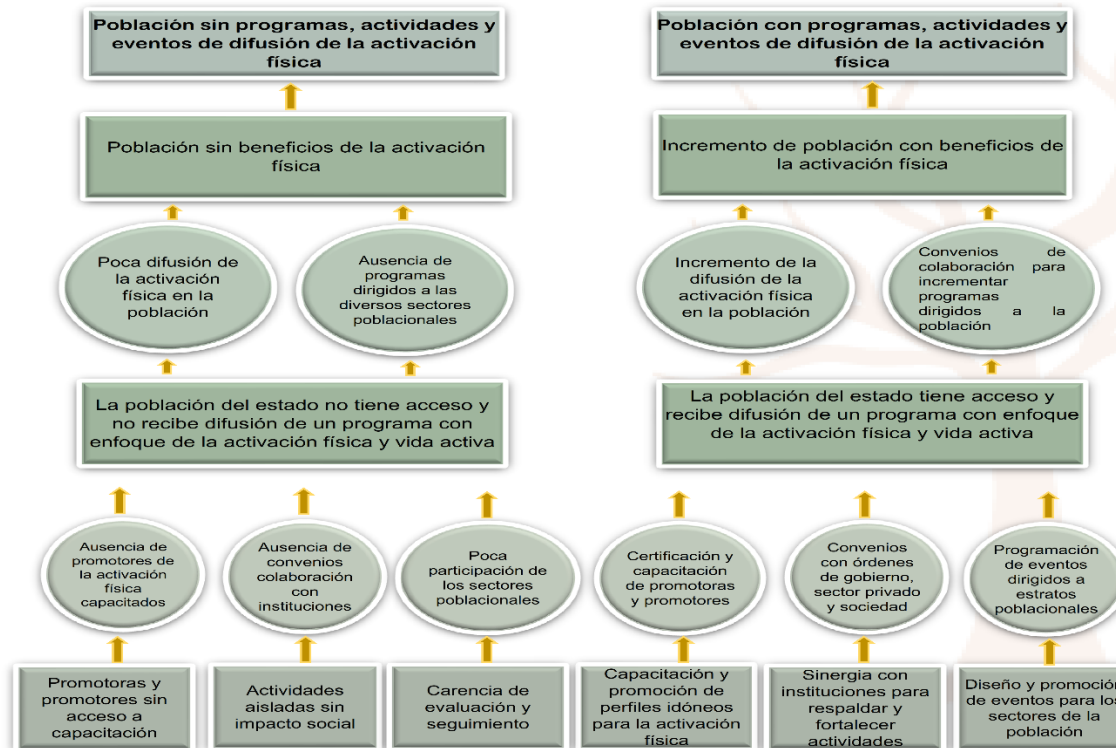 Población sin programas, actividades y
eventos de difusión de la activación
física
Población con programas, actividades y
eventos de difusión de la activación
física
Población sin beneficios de la activación
física
Incremento de población con beneficios de
la activación física
Poca difusión de
la activación
física en la
población
Ausencia de
programas
dirigidos a las
diversos sectores
poblacionales
Incremento de la
difusión de la
activación física
en la población
Convenios de
colaboración para
incrementar
programas
dirigidos a la
población
La población del estado no tiene acceso y
no recibe difusión de un programa con
enfoque de la activación física y vida activa
La población del estado tiene acceso y
recibe difusión de un programa con enfoque
de la activación física y vida activa
Ausencia de
promotores de
la activación
física
capacitados
Ausencia de
convenios
colaboración
con
instituciones
Poca
participación de
los sectores
poblacionales
Certificación y
capacitación
de promotoras
y promotores
Convenios
con órdenes
de gobierno,
sector privado
y sociedad
Programación
de eventos
dirigidos a
estratos
poblacionales
Promotoras y
promotores sin
acceso a
capacitación
Actividades
aisladas sin
impacto social
Carencia de
evaluación y
seguimiento
Capacitación y
promoción de
perfiles idóneos
para la activación
física
Sinergia con
instituciones para
respaldar y
fortalecer
actividades
Diseño y promoción
de eventos para los
sectores de la
población